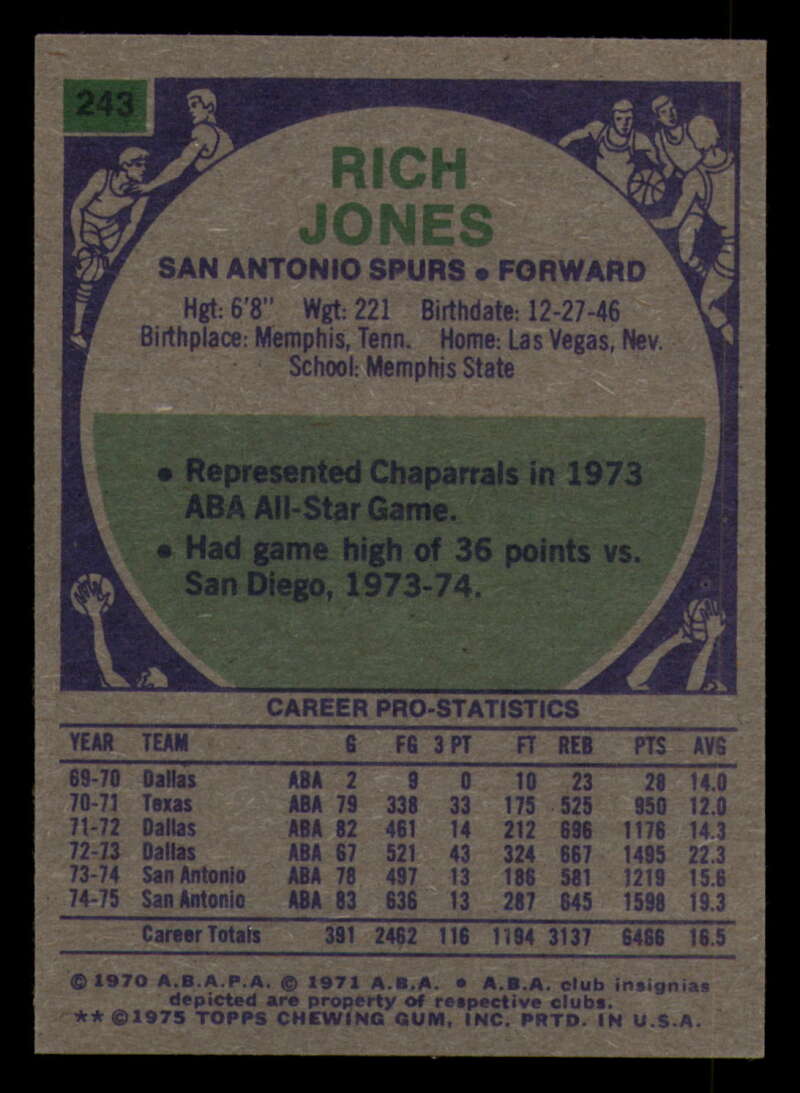 243
RICH
JONES
SAN ANTONIO SPURS • FORWARD
Hgt: 6'8" Wgt: 221 Birthdate: 12-27-46
Birthplace: Memphis, Tenn. Home: Las Vegas, Nev.
School: Memphis State
• Represented Chaparrals in 1973
ABA All-Star Game.
• Had game high of 36 points vs.
San Diego, 1973-74.
CAREER PRO-STATISTICS
YEAR TEAM G FG 3 PT FT REB PTS AVG
69-70 Dallas ABA 2 9 0 10 23 28 14.0
70-71 Texas ABA 79 338 33 175 525 950 12.0
71-72 Dallas ABA 82 461 14 212 696 1176 14.3
72-73 Dallas ABA 67 521 43 324 667 1495 22.3
73-74 San Antonio ABA 78 497 13 186 581 1219 15.6
74-75 San Antonio ABA 83 636 13 287 645 1598 19.3
Career Totals 391 2462 116 1194 3137 6466 16.5
© 1970 A.B.A.P.A. © 1971 A.B.A. • A.B.A. club insignias
depicted are property of respective clubs.
** ©1975 TOPPS CHEWING GUM, INC. PRTD. IN U.S.A.